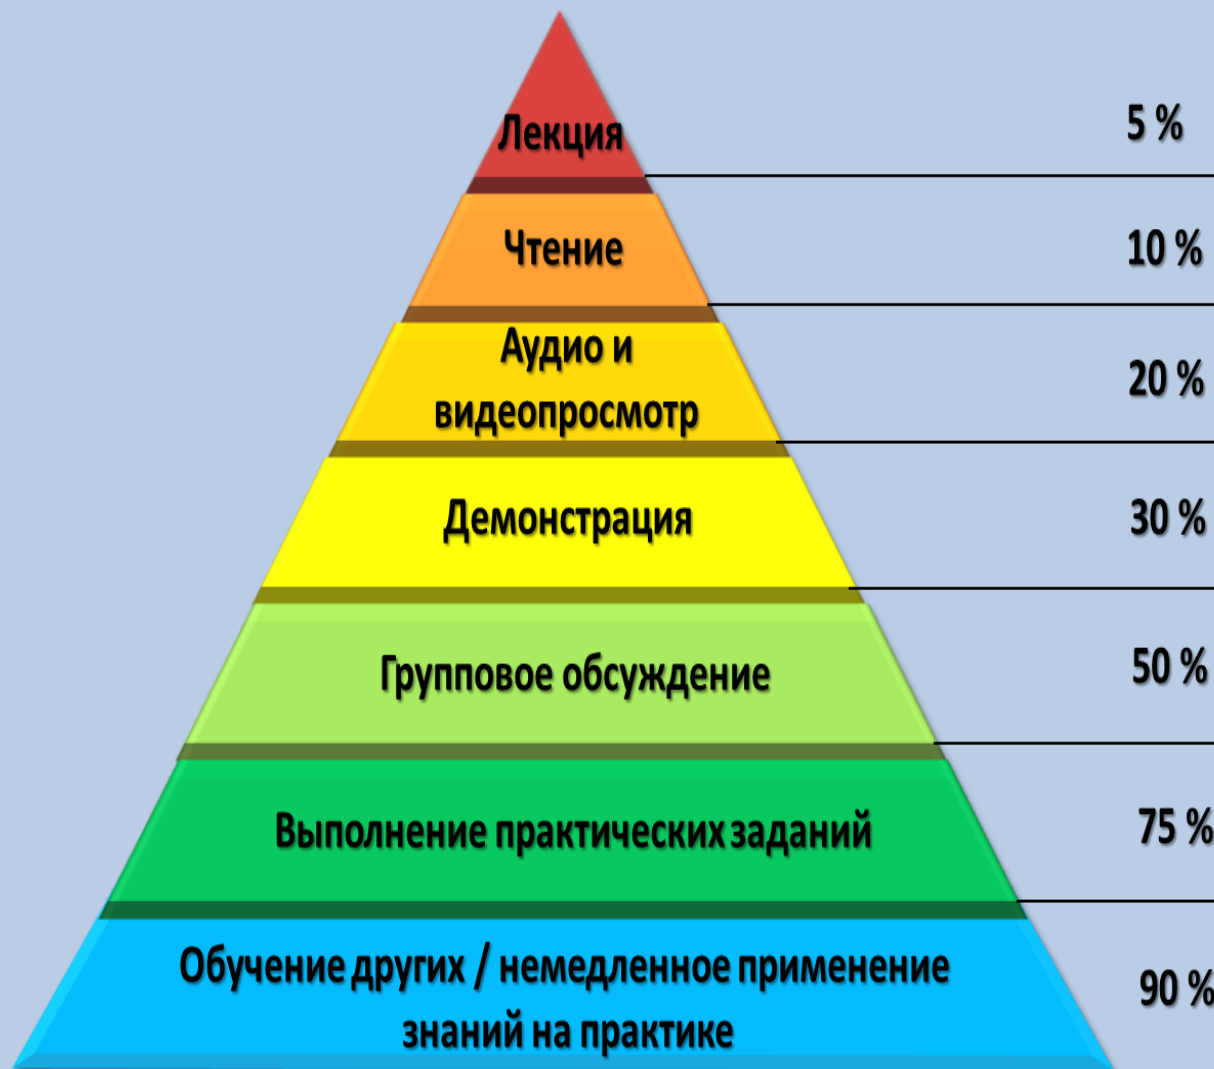 Лекция
5 %
Чтение
10 %
Аудио и
видеопросмотр
20 %
Демонстрация
30 %
Групповое обсуждение
50 %
Выполнение практических заданий
75 %
Обучение других / немедленное применение
знаний на практике
90 %